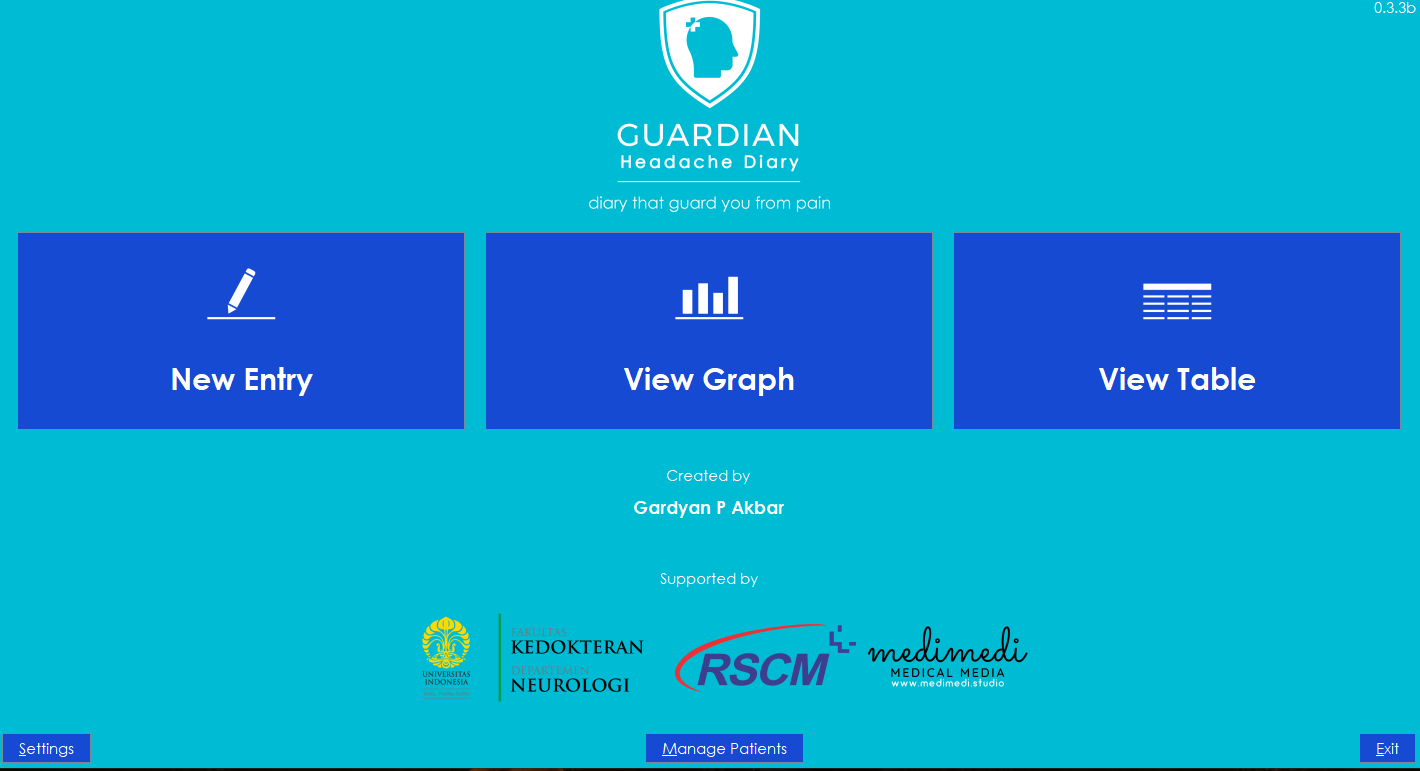 0.3.3b
GUARDIAN
Headache Diary
diary that guard you from pain
New Entry
View Graph
View Table
Created by
Gardyan P Akbar
Supported by
UNIVERSITAS
INDONESIA
FAKULTAS
KEDOKTERAN
DEPARTEMEN
NEUROLOGI
RSCM
medimedi
MEDICAL MEDIA
www.medimedi.studio
Settings
Manage Patients
Exit